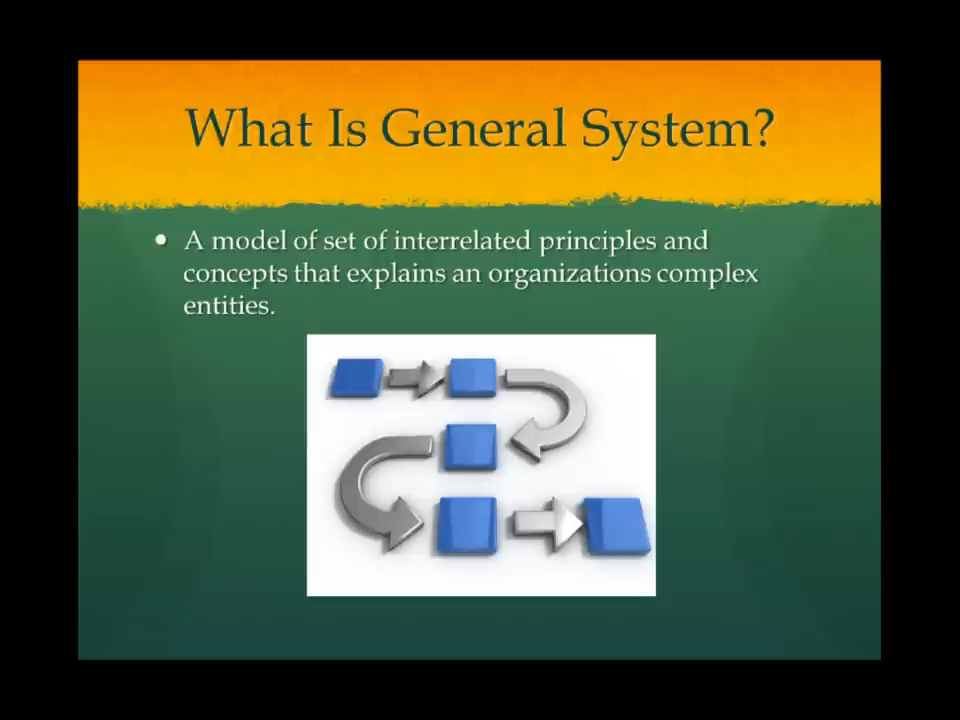 What Is General System?
• A model of set of interrelated principles and
concepts that explains an organizations complex
entities.